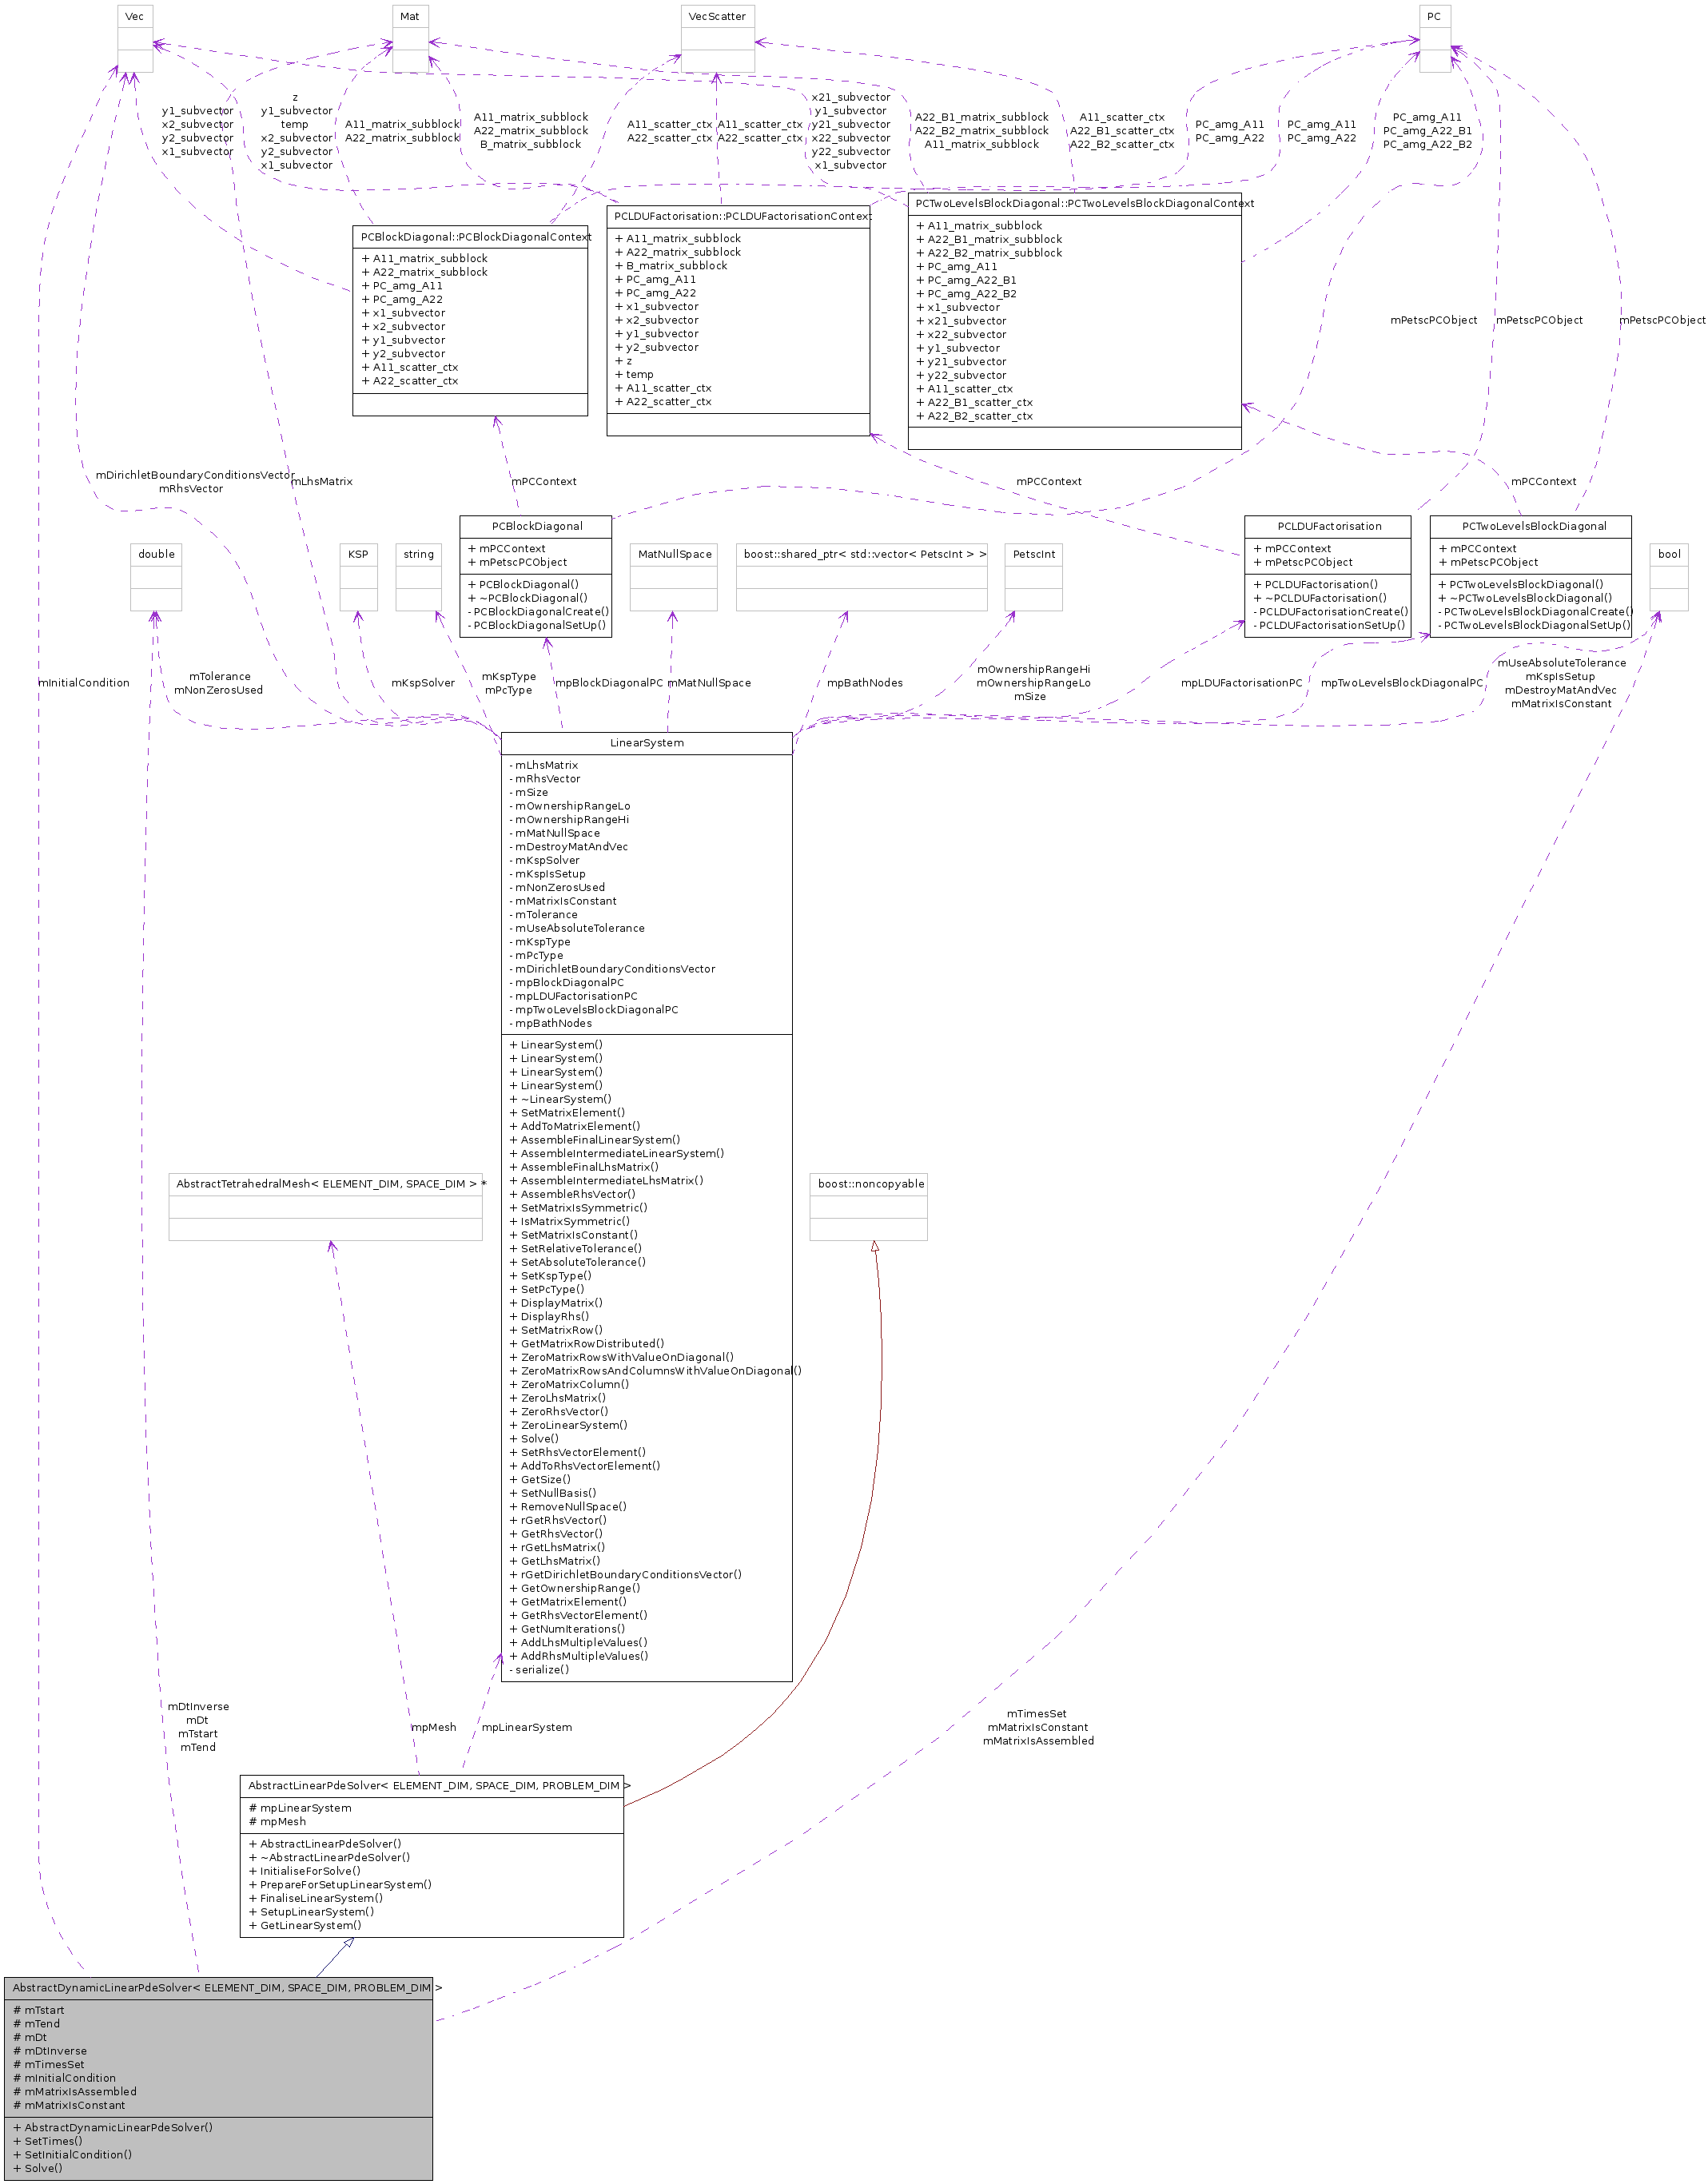 Vec
Mat
VecScatter
PC
y1_subvector
x2_subvector
y2_subvector
x1_subvector
z
y1_subvector
temp
x2_subvector
y2_subvector
x1_subvector
A11_matrix_subblock
A22_matrix_subblock
A11_matrix_subblock
A22_matrix_subblock
B_matrix_subblock
A11_scatter_ctx
A22_scatter_ctx
A11_scatter_ctx
A22_scatter_ctx
x21_subvector
y1_subvector
y21_subvector
x22_subvector
y22_subvector
x1_subvector
A22_B1_matrix_subblock
A22_B2_matrix_subblock
A11_matrix_subblock
A11_scatter_ctx
A22_B1_scatter_ctx
A22_B2_scatter_ctx
PC_amg_A11
PC_amg_A22
PC_amg_A11
PC_amg_A22
PC_amg_A11
PC_amg_A22_B1
PC_amg_A22_B2
PCBlockDiagonal::PCBlockDiagonalContext
+ A11_matrix_subblock
+ A22_matrix_subblock
+ PC_amg_A11
+ PC_amg_A22
+ x1_subvector
+ x2_subvector
+ y1_subvector
+ y2_subvector
+ A11_scatter_ctx
+ A22_scatter_ctx
PCLDUFactorisation::PCLDUFactorisationContext
+ A11_matrix_subblock
+ A22_matrix_subblock
+ B_matrix_subblock
+ PC_amg_A11
+ PC_amg_A22
+ x1_subvector
+ x2_subvector
+ y1_subvector
+ y2_subvector
+ z
+ temp
+ A11_scatter_ctx
+ A22_scatter_ctx
PCTwoLevelsBlockDiagonal::PCTwoLevelsBlockDiagonalContext
+ A11_matrix_subblock
+ A22_B1_matrix_subblock
+ A22_B2_matrix_subblock
+ PC_amg_A11
+ PC_amg_A22_B1
+ PC_amg_A22_B2
+ x1_subvector
+ x21_subvector
+ x22_subvector
+ y1_subvector
+ y21_subvector
+ y22_subvector
+ A11_scatter_ctx
+ A22_B1_scatter_ctx
+ A22_B2_scatter_ctx
mPetscPCObject
mPetscPCObject
mPetscPCObject
mDirichletBoundaryConditionsVector
mRhsVector
mLhsMatrix
mPCContext
mPCContext
mPCContext
double
KSP
string
PCBlockDiagonal
+ mPCContext
+ mPetscPCObject
+ PCBlockDiagonal()
+ ~PCBlockDiagonal()
- PCBlockDiagonalCreate()
- PCBlockDiagonalSetUp()
MatNullSpace
boost::shared_ptr< std::vector< PetscInt > >
PetscInt
PCLDUFactorisation
+ mPCContext
+ mPetscPCObject
+ PCLDUFactorisation()
+ ~PCLDUFactorisation()
- PCLDUFactorisationCreate()
- PCLDUFactorisationSetUp()
PCTwoLevelsBlockDiagonal
+ mPCContext
+ mPetscPCObject
+ PCTwoLevelsBlockDiagonal()
+ ~PCTwoLevelsBlockDiagonal()
- PCTwoLevelsBlockDiagonalCreate()
- PCTwoLevelsBlockDiagonalSetUp()
bool
mInitialCondition
mTolerance
mNonZerosUsed
mKspSolver
mKspType
mPcType
mpBlockDiagonalPC
mMatNullSpace
mpBathNodes
mOwnershipRangeHi
mOwnershipRangeLo
mSize
mpLDUFactorisationPC
mpTwoLevelsBlockDiagonalPC
mUseAbsoluteTolerance
mKspIsSetup
mDestroyMatAndVec
mMatrixIsConstant
LinearSystem
- mLhsMatrix
- mRhsVector
- mSize
- mOwnershipRangeLo
- mOwnershipRangeHi
- mMatNullSpace
- mDestroyMatAndVec
- mKspSolver
- mKspIsSetup
- mNonZerosUsed
- mMatrixIsConstant
- mTolerance
- mUseAbsoluteTolerance
- mKspType
- mPcType
- mDirichletBoundaryConditionsVector
- mpBlockDiagonalPC
- mpLDUFactorisationPC
- mpTwoLevelsBlockDiagonalPC
- mpBathNodes
+ LinearSystem()
+ LinearSystem()
+ LinearSystem()
+ LinearSystem()
+ ~LinearSystem()
+ SetMatrixElement()
+ AddToMatrixElement()
+ AssembleFinalLinearSystem()
+ AssembleIntermediateLinearSystem()
+ AssembleFinalLhsMatrix()
+ AssembleIntermediateLhsMatrix()
+ AssembleRhsVector()
+ SetMatrixIsSymmetric()
+ IsMatrixSymmetric()
+ SetMatrixIsConstant()
+ SetRelativeTolerance()
+ SetAbsoluteTolerance()
+ SetKspType()
+ SetPcType()
+ DisplayMatrix()
+ DisplayRhs()
+ SetMatrixRow()
+ GetMatrixRowDistributed()
+ ZeroMatrixRowsWithValueOnDiagonal()
+ ZeroMatrixRowsAndColumnsWithValueOnDiagonal()
+ ZeroMatrixColumn()
+ ZeroLhsMatrix()
+ ZeroRhsVector()
+ ZeroLinearSystem()
+ Solve()
+ SetRhsVectorElement()
+ AddToRhsVectorElement()
+ GetSize()
+ SetNullBasis()
+ RemoveNullSpace()
+ rGetRhsVector()
+ GetRhsVector()
+ rGetLhsMatrix()
+ GetLhsMatrix()
+ rGetDirichletBoundaryConditionsVector()
+ GetOwnershipRange()
+ GetMatrixElement()
+ GetRhsVectorElement()
+ GetNumIterations()
+ AddLhsMultipleValues()
+ AddRhsMultipleValues()
- serialize()
AbstractTetrahedralMesh< ELEMENT_DIM, SPACE_DIM > *
boost::noncopyable
mDtInverse
mDt
mTstart
mTend
mpMesh
mpLinearSystem
mTimesSet
mMatrixIsConstant
mMatrixIsAssembled
AbstractLinearPdeSolver< ELEMENT_DIM, SPACE_DIM, PROBLEM_DIM >
# mpLinearSystem
# mpMesh
+ AbstractLinearPdeSolver()
+ ~AbstractLinearPdeSolver()
+ InitialiseForSolve()
+ PrepareForSetupLinearSystem()
+ FinaliseLinearSystem()
+ SetupLinearSystem()
+ GetLinearSystem()
AbstractDynamicLinearPdeSolver< ELEMENT_DIM, SPACE_DIM, PROBLEM_DIM >
# mTstart
# mTend
# mDt
# mDtInverse
# mTimesSet
# mInitialCondition
# mMatrixIsAssembled
# mMatrixIsConstant
+ AbstractDynamicLinearPdeSolver()
+ SetTimes()
+ SetInitialCondition()
+ Solve()